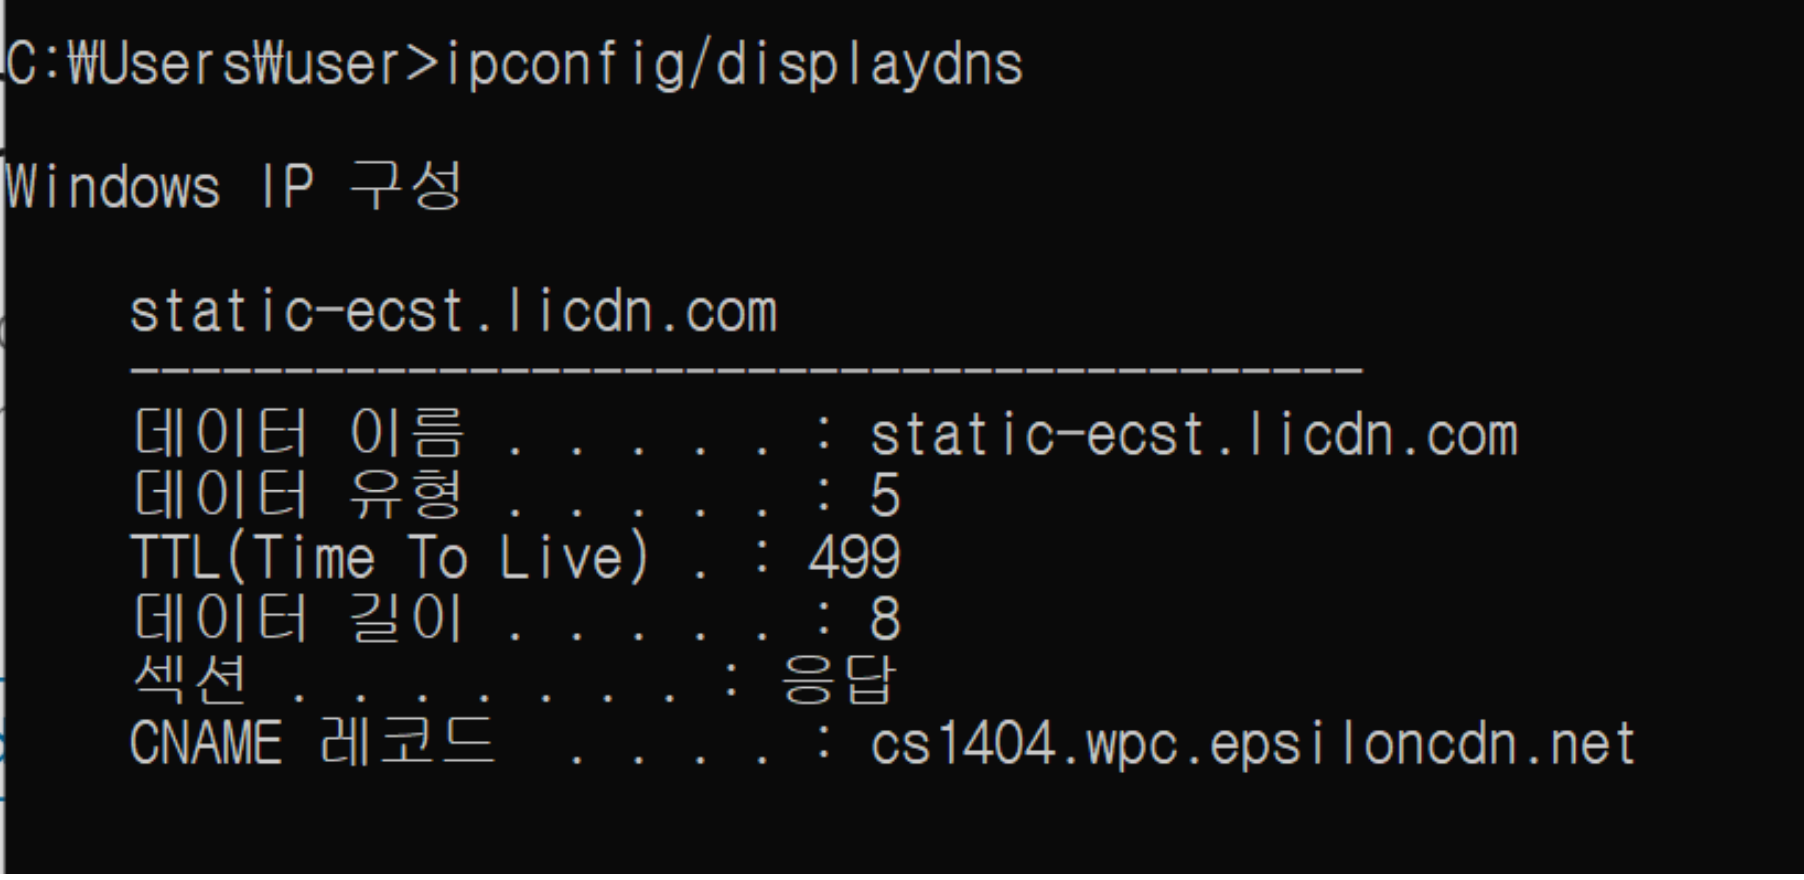 C:₩Users₩user>ipconfig/displaydns
Windows IP 구성
static-ecst.licdn.com
----------------------------------------
데이터 이름 . . . . . : static-ecst.licdn.com
데이터 유형 . . . . . : 5
TTL(Time To Live) . : 499
데이터 길이 . . . . . : 8
섹션 . . . . . . . : 응답
CNAME 레코드  . . . . : cs1404.wpc.epsiloncdn.net